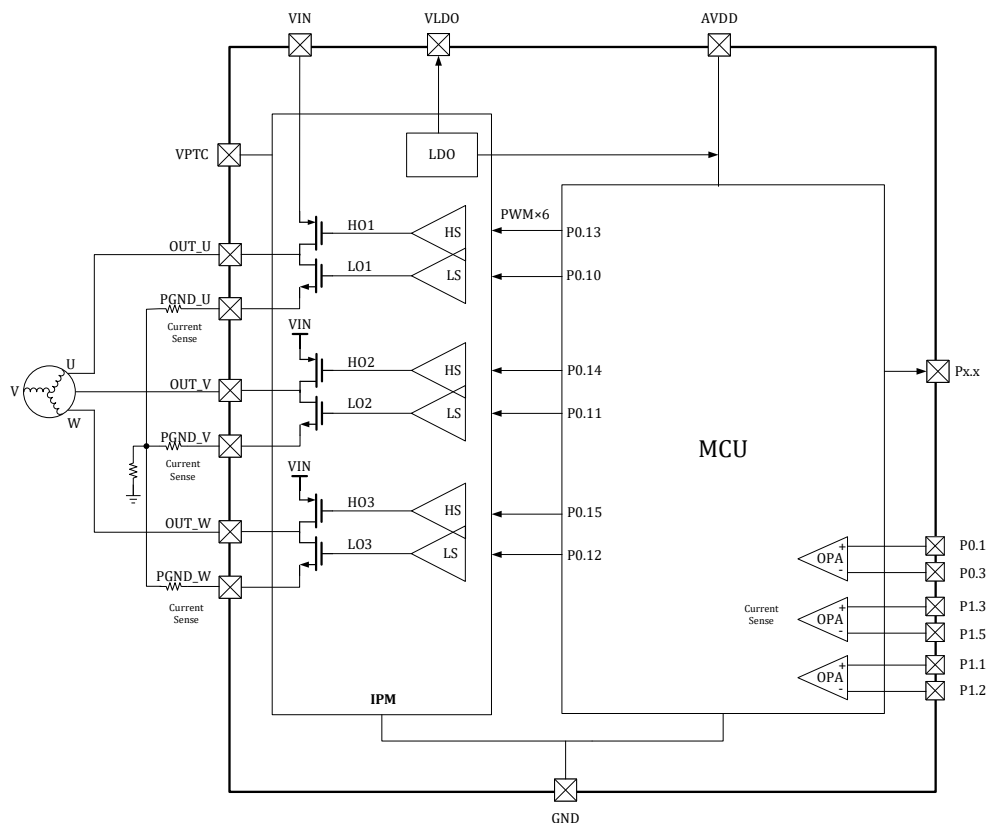 VIN
VLDO
AVDD
VPTC
LDO
PWM×6
HO1
HS
P0.13
OUT_U
LO1
LS
P0.10
PGND_U
Current
Sense
VIN
U
HO2
HS
P0.14
Px.x
V
OUT_V
LO2
LS
P0.11
W
PGND_V
MCU
Current
Sense
VIN
HO3
HS
P0.15
OUT_W
LO3
LS
P0.12
+
OPA
-
P0.1
P0.3
PGND_W
Current
Sense
Current
Sense
+
OPA
-
P1.3
P1.5
+
OPA
-
P1.1
P1.2
IPM
GND